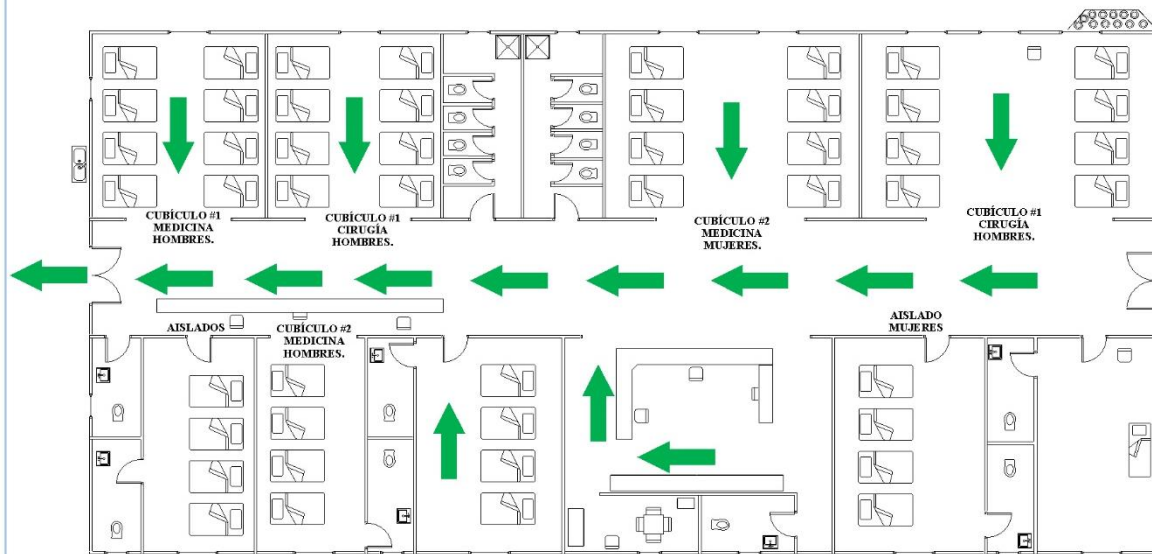 CUBÍCULO #1
MEDICINA
HOMBRES.
CUBÍCULO #1
CIRUGÍA
HOMBRES.
CUBÍCULO #2
MEDICINA
MUJERES.
CUBÍCULO #1
CIRUGÍA
HOMBRES.
AISLADOS
CUBÍCULO #2
MEDICINA
HOMBRES.
AISLADO
MUJERES